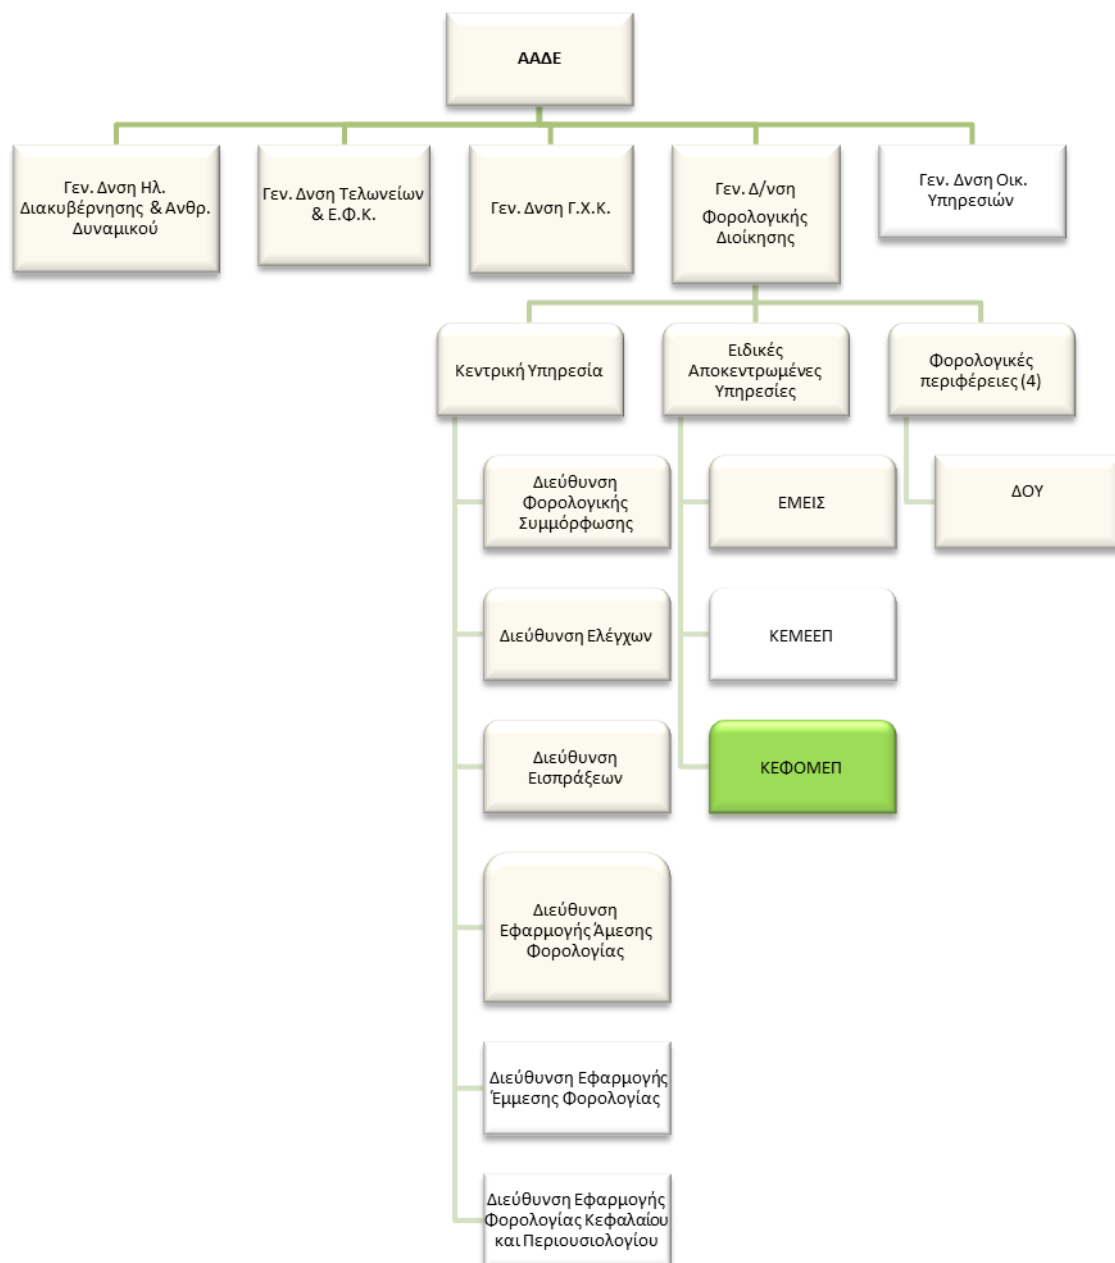 ΑΑΔΕ
Γεν. Δνση Ηλ.
Διακυβέρνησης & Ανθρ.
Δυναμικού
Γεν. Δνση Τελωνείων
& Ε.Φ.Κ.
Γεν. Δνση Γ.Χ.Κ.
Γεν. Δ/νση
Φορολογικής
Διοίκησης
Γεν. Δνση Οικ.
Υπηρεσιών
Κεντρική Υπηρεσία
Ειδικές
Αποκεντρωμένες
Υπηρεσίες
Φορολογικές
περιφέρειες (4)
Διεύθυνση
Φορολογικής
Συμμόρφωσης
ΕΜΕΙΣ
ΔΟΥ
Διεύθυνση Ελέγχων
ΚΕΜΕΕΠ
Διεύθυνση
Εισπράξεων
ΚΕΦΟΜΕΠ
Διεύθυνση
Εφαρμογής Άμεσης
Φορολογίας
Διεύθυνση Εφαρμογής
Έμμεσης Φορολογίας
Διεύθυνση Εφαρμογής
Φορολογίας Κεφαλαίου
και Περιουσιολογίου